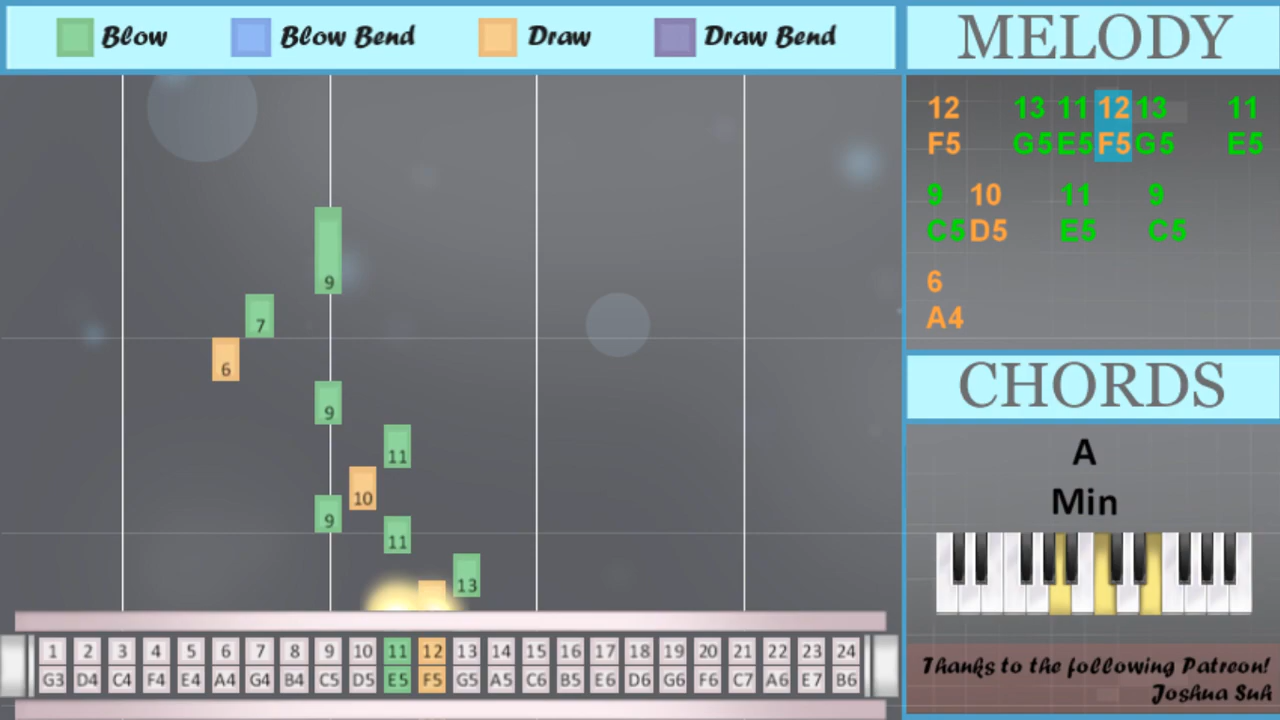 Blow Blow Bend Draw Draw Bend
MELODY
12 13 11 12 13 11
F5 G5 E5 F5 G5 E5
9 10 11 9
C5 D5 E5 C5
6
A4
CHORDS
A
Min
9
7
6
9
11
10
9
11
13
1 2 3 4 5 6 7 8 9 10 11 12 13 14 15 16 17 18 19 20 21 22 23 24
G3 D4 C4 F4 E4 A4 G4 B4 C5 D5 E5 F5 G5 A5 C6 B5 E6 D6 G6 F6 C7 A6 E7 B6
Thanks to the following Patreon!
Joshua Suh